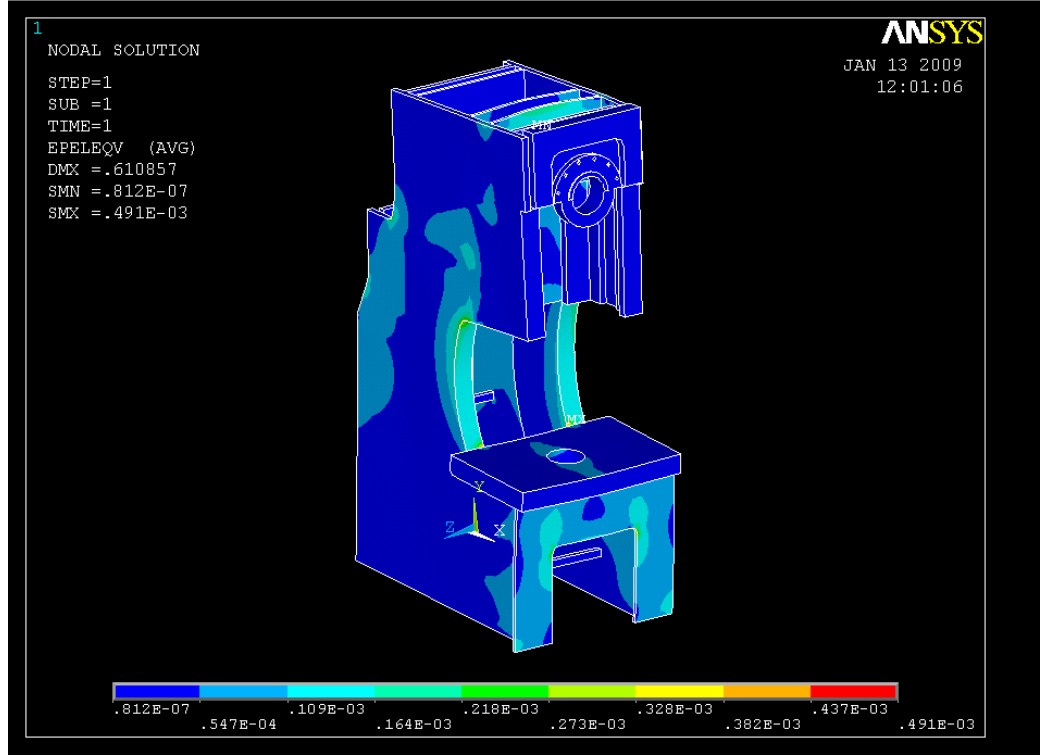 1
NODAL SOLUTION
STEP=1
SUB =1
TIME=1
EPELEQV (AVG)
DMX =.610857
SMN =.812E-07
SMX =.491E-03
ANSYS
JAN 13 2009
12:01:06
MN
MX
Y
Z X
.812E-07 .109E-03 .218E-03 .328E-03 .437E-03
.547E-04 .164E-03 .273E-03 .382E-03 .491E-03